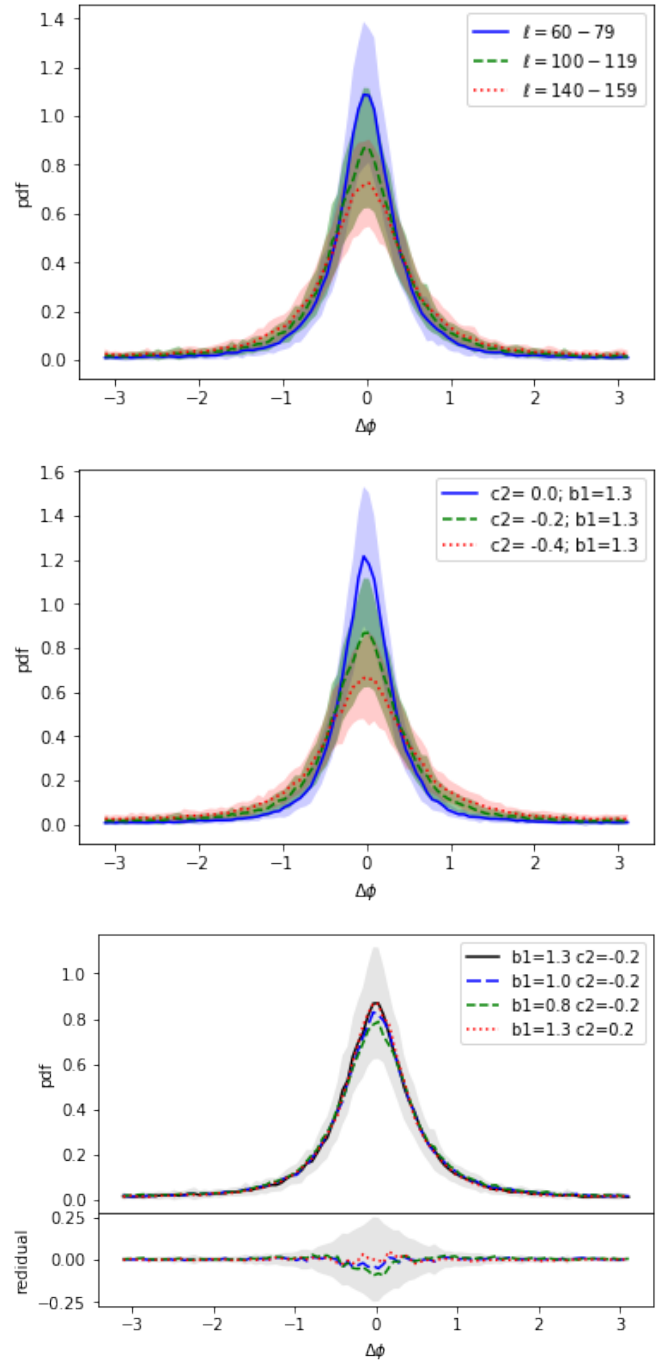 1.4
1.2
1.0
0.8
0.6
0.4
0.2
0.0
pdf
ℓ = 60 − 79
ℓ = 100 − 119
ℓ = 140 − 159
−3 −2 −1 0 1 2 3
Δϕ
1.6
1.4
1.2
1.0
0.8
0.6
0.4
0.2
0.0
pdf
c2= 0.0; b1=1.3
c2= -0.2; b1=1.3
c2= -0.4; b1=1.3
−3 −2 −1 0 1 2 3
Δϕ
1.0
0.8
0.6
0.4
0.2
0.0
pdf
b1=1.3 c2=-0.2
b1=1.0 c2=-0.2
b1=0.8 c2=-0.2
b1=1.3 c2=0.2
0.25
0.00
−0.25
redidual
−3 −2 −1 0 1 2 3
Δϕ